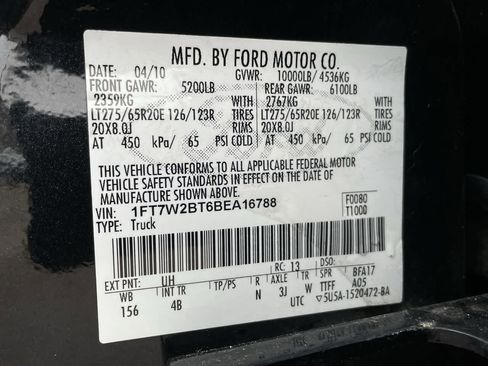 MFD. BY FORD MOTOR CO.
DATE: 04/10 GVWR: 10000LB/ 4536KG
FRONT GAWR: 5200LB REAR GAWR: 6100LB
2359KG 2767KG
LT275/65R20E 126/123R TIRES LT275/65R20E 126/123R TIRES
20X8.0J RIMS 20X8.0J RIMS
AT 450 kPa/ 65 PSI COLD AT 450 kPa/ 65 PSI COLD
THIS VEHICLE CONFORMS TO ALL APPLICABLE FEDERAL MOTOR
VEHICLE SAFETY STANDARDS IN EFFECT ON THE DATE OF
MANUFACTURE SHOWN ABOVE.
VIN: 1FT7W2BT6BEA16788 F0080
TYPE: Truck T1000
EXT PNT: UH RC: 13 DSO:
WB INT TR TP/PS R AXLE TR SPR BFA17
156 4B N 3J W TTFF A05
UTC ▽5U5A-1520472-BA